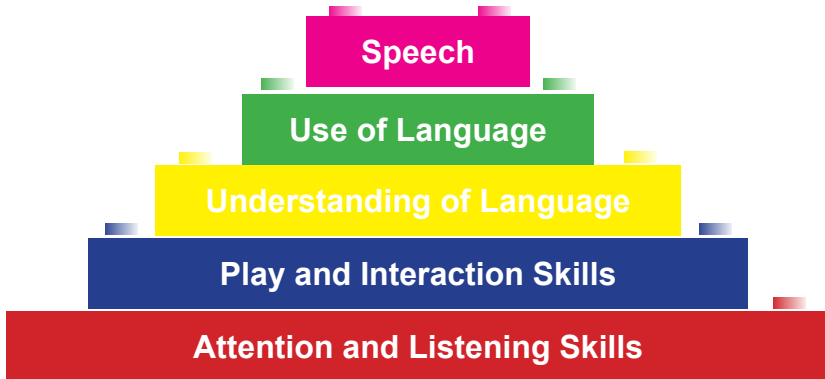 Speech
Use of Language
Understanding of Language
Play and Interaction Skills
Attention and Listening Skills